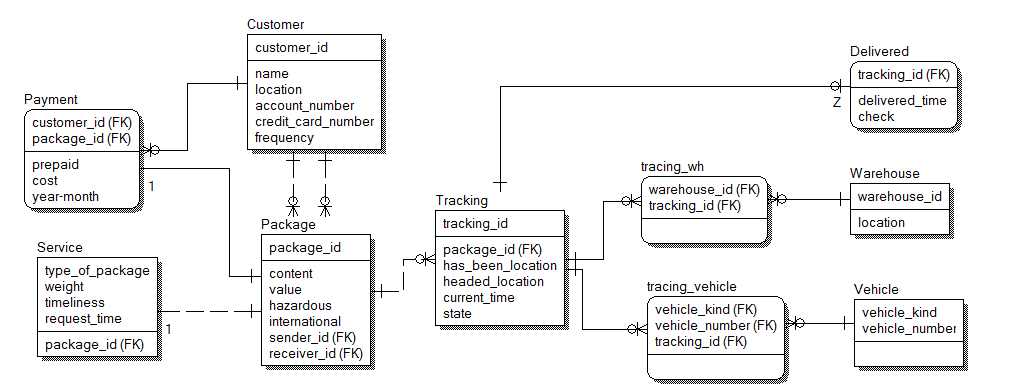 Customer
customer_id
name
location
account_number
credit_card_number
frequency
Payment
customer_id (FK)
package_id (FK)
prepaid
cost
year-month
1
Service
type_of_package
weight
timeliness
request_time
package_id (FK)
1
Package
package_id
content
value
hazardous
international
sender_id (FK)
receiver_id (FK)
Tracking
tracking_id
package_id (FK)
has_been_location
headed_location
current_time
state
Delivered
tracking_id (FK)
delivered_time
check
Z
tracing_wh
warehouse_id (FK)
tracking_id (FK)
Warehouse
warehouse_id
location
tracing_vehicle
vehicle_kind (FK)
vehicle_number (FK)
tracking_id (FK)
Vehicle
vehicle_kind
vehicle_number